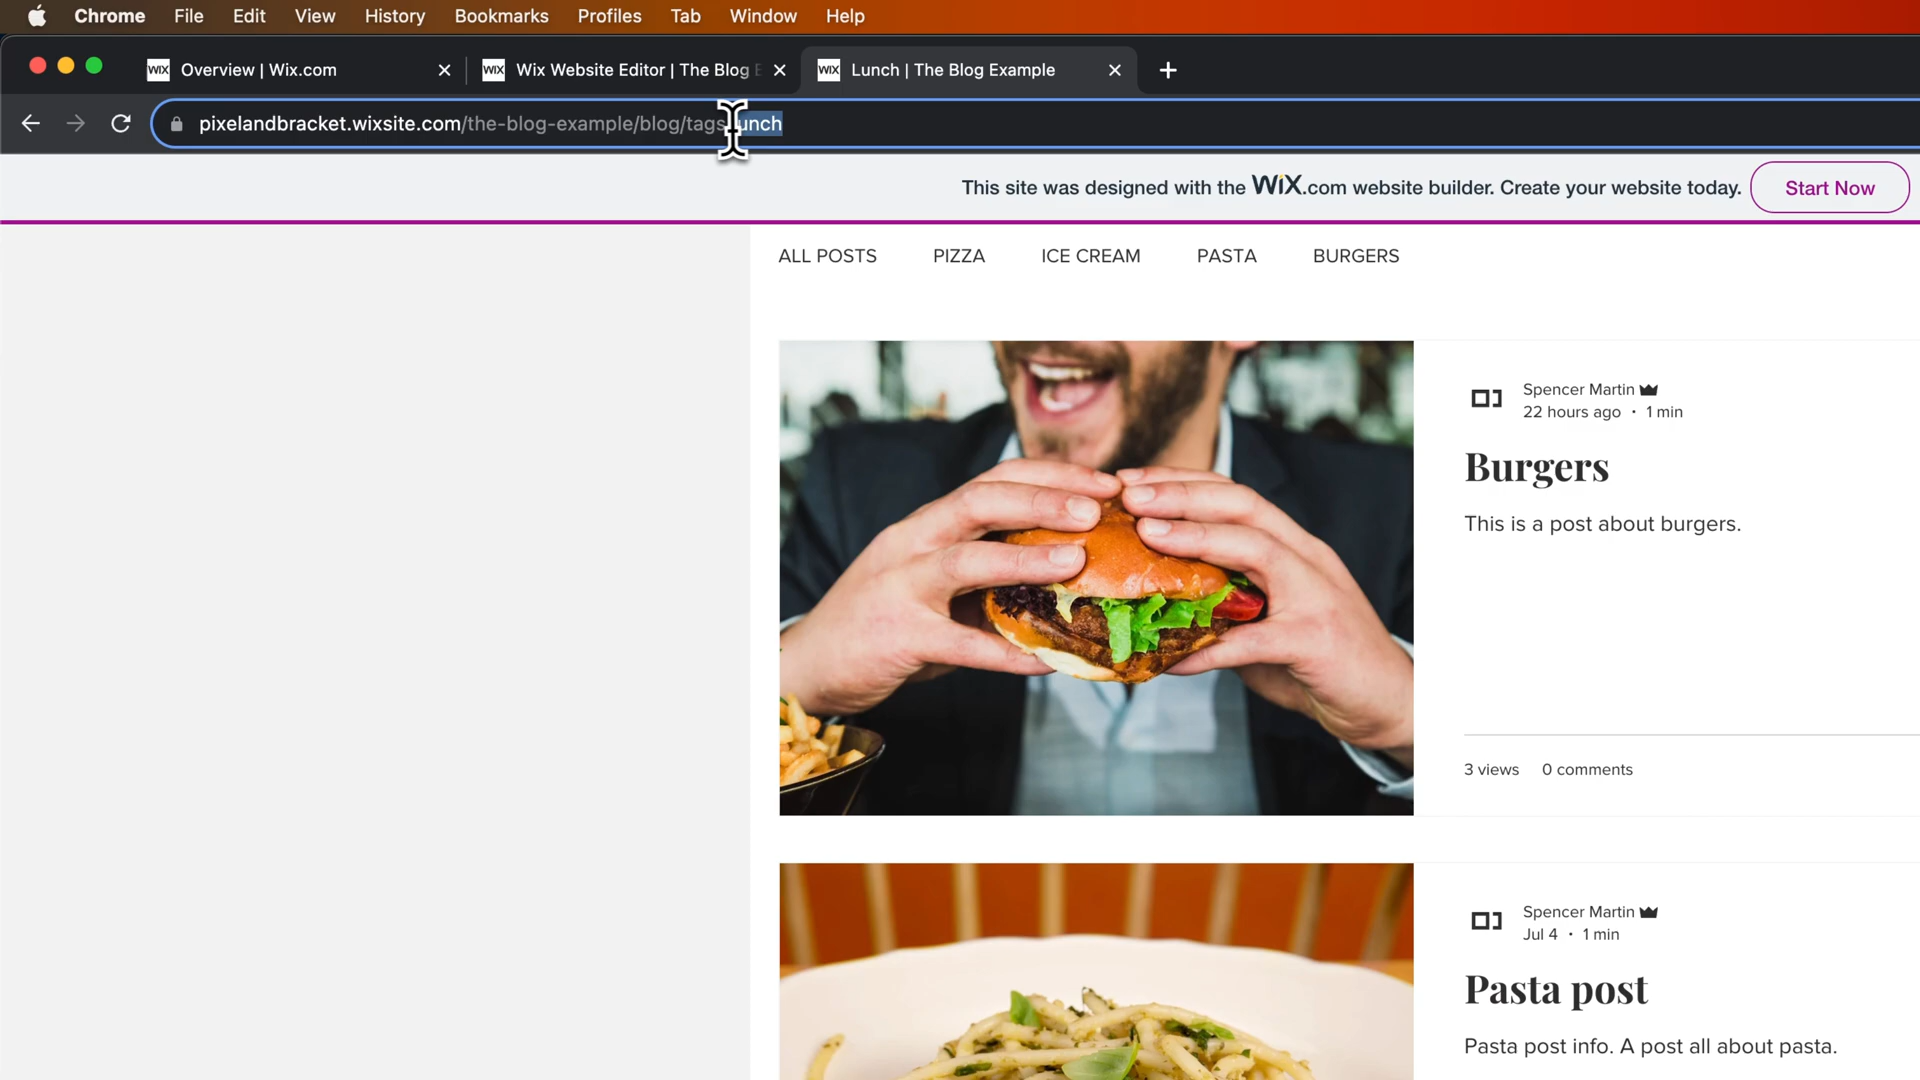 Chrome File Edit View History Bookmarks Profiles Tab Window Help
WiX Overview | Wix.com
WiX Wix Website Editor | The Blog E
WiX Lunch | The Blog Example
pixelandbracket.wixsite.com/the-blog-example/blog/tags unch
This site was designed with the WiX.com website builder. Create your website today. Start Now
ALL POSTS PIZZA ICE CREAM PASTA BURGERS
Spencer Martin
22 hours ago · 1 min
Burgers
This is a post about burgers.
3 views 0 comments
Spencer Martin
Jul 4 · 1 min
Pasta post
Pasta post info. A post all about pasta.